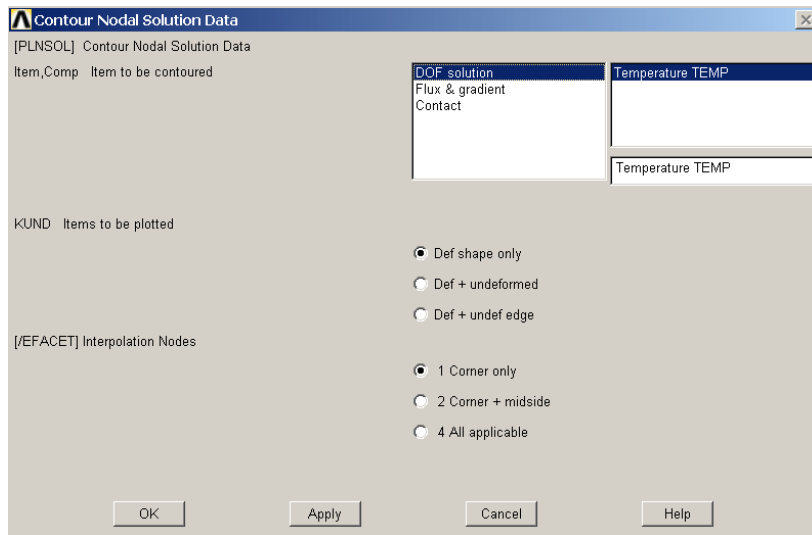 Contour Nodal Solution Data
[PLNSOL] Contour Nodal Solution Data
Item,Comp Item to be contoured
DOF solution
Flux & gradient
Contact
Temperature TEMP
Temperature TEMP
KUND Items to be plotted
Def shape only
Def + undeformed
Def + undef edge
[/EFACET] Interpolation Nodes
1 Corner only
2 Corner + midside
4 All applicable
OK Apply Cancel Help